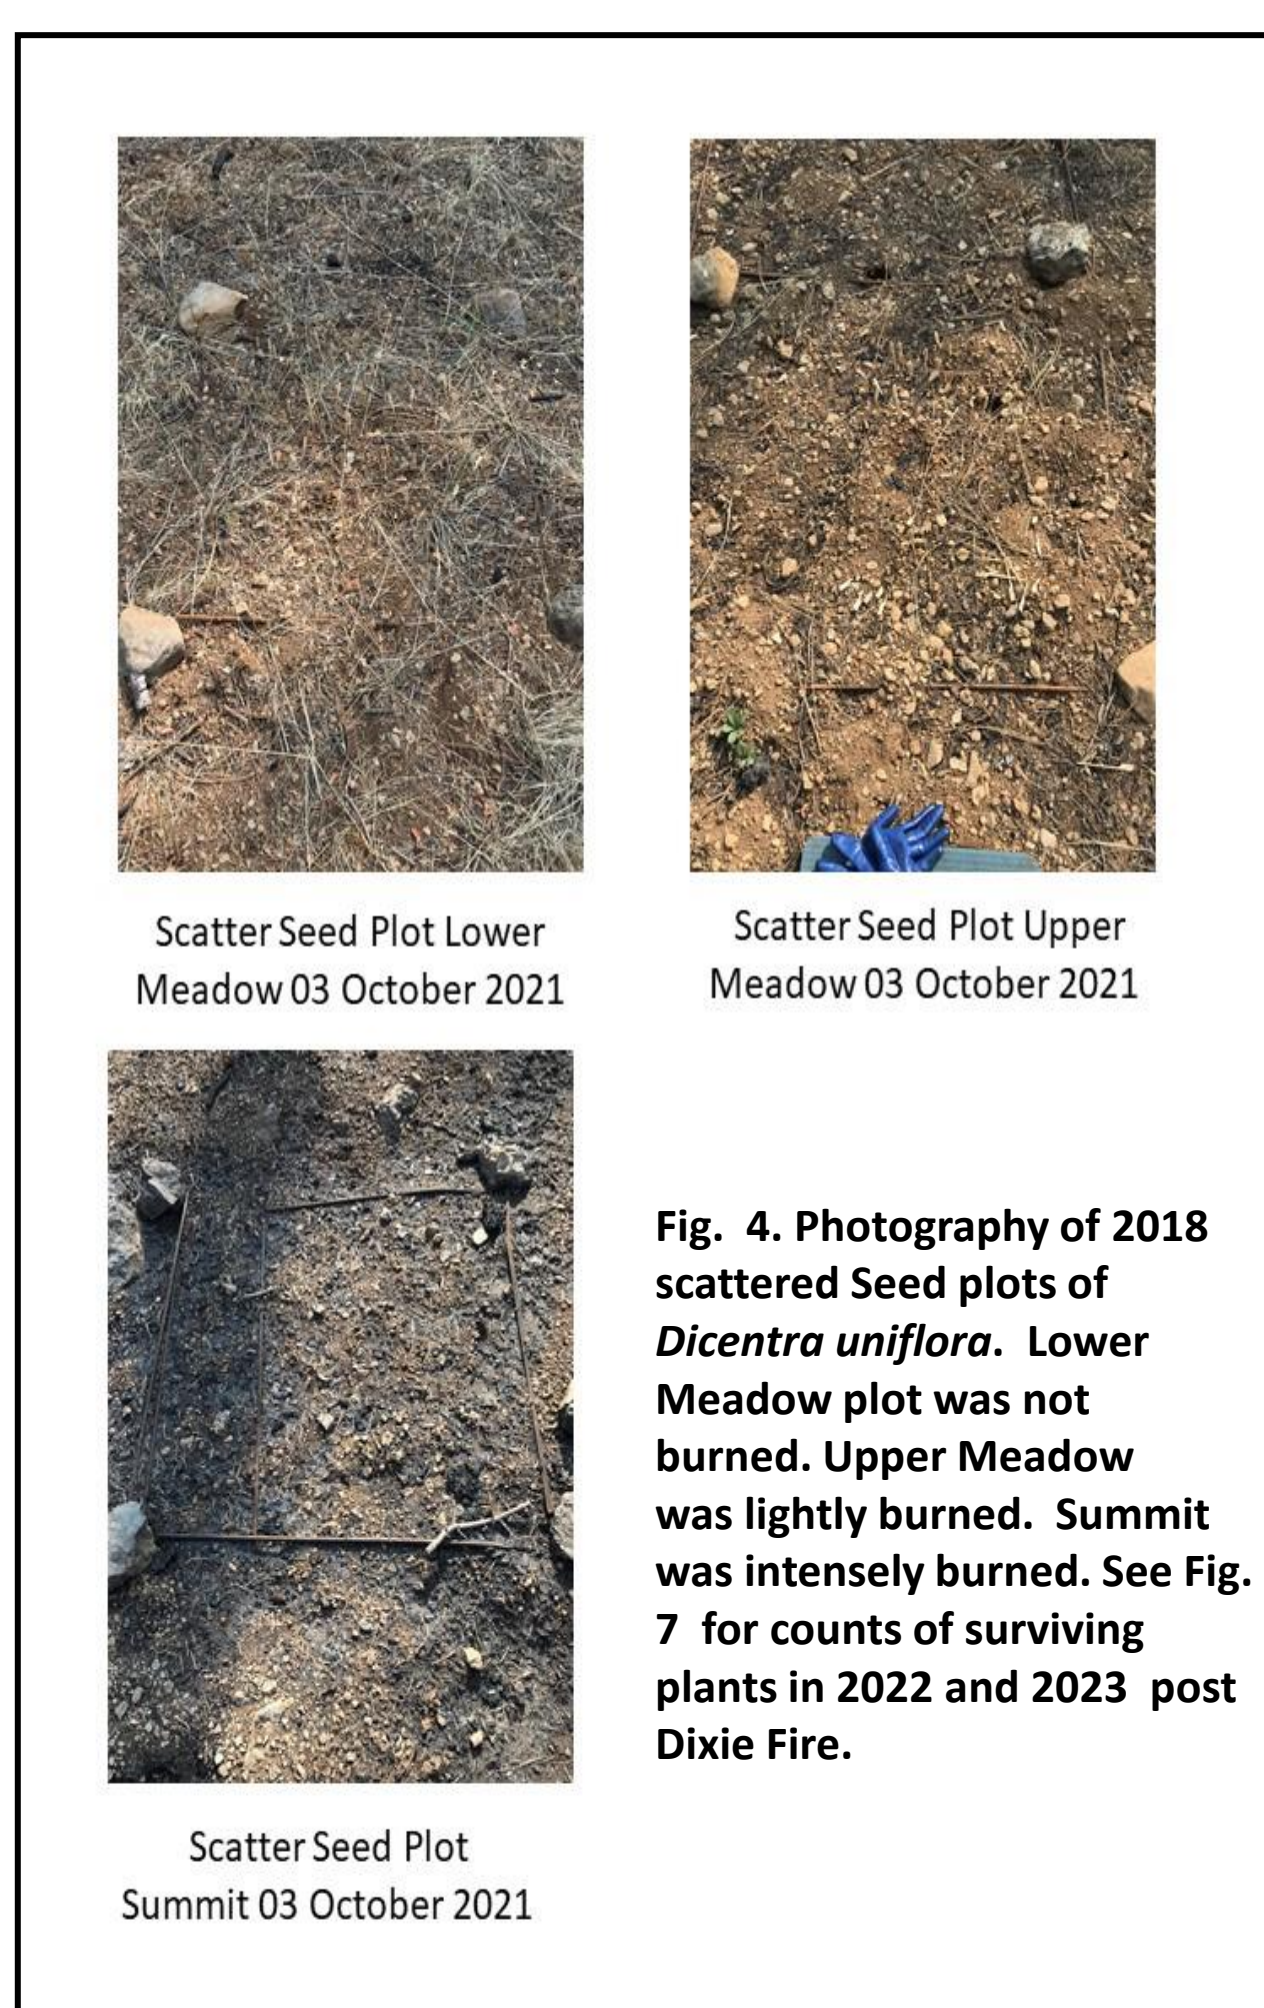 Scatter Seed Plot Lower
Meadow 03 October 2021
Scatter Seed Plot Upper
Meadow 03 October 2021
Scatter Seed Plot
Summit 03 October 2021
Fig. 4. Photography of 2018
scattered Seed plots of
Dicentra uniflora. Lower
Meadow plot was not
burned. Upper Meadow
was lightly burned. Summit
was intensely burned. See Fig.
7 for counts of surviving
plants in 2022 and 2023 post
Dixie Fire.